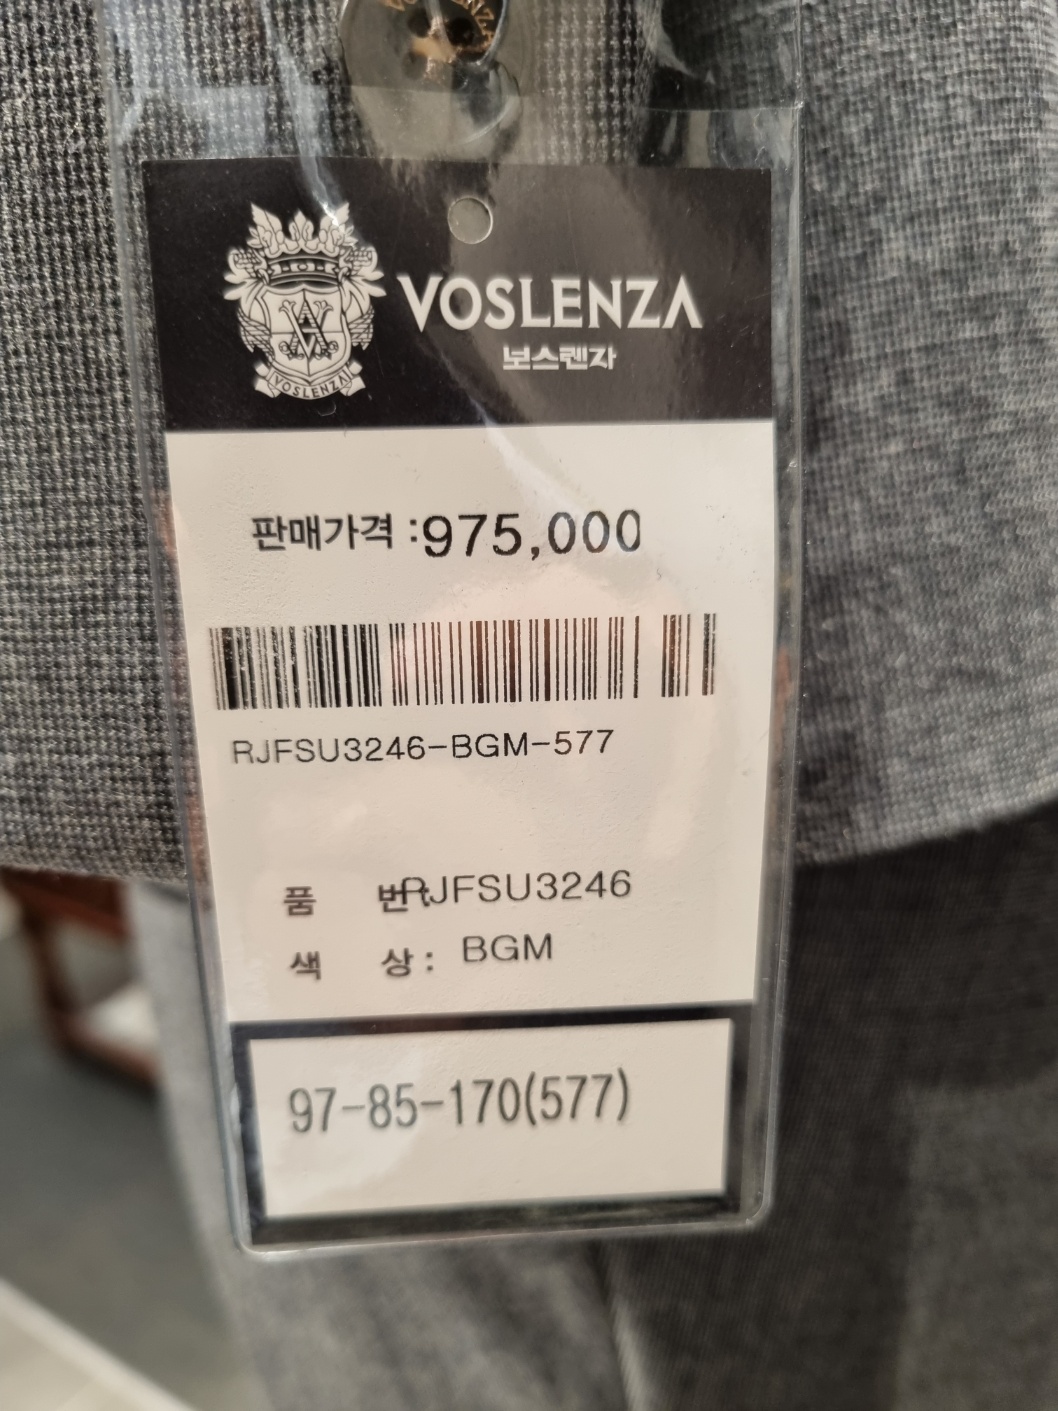 VOSLENZA
VOSLENZA
보스렌자
판매가격 :975,000
RJFSU3246-BGM-577
품 번 RJFSU3246
색 상 : BGM
97-85-170(577)